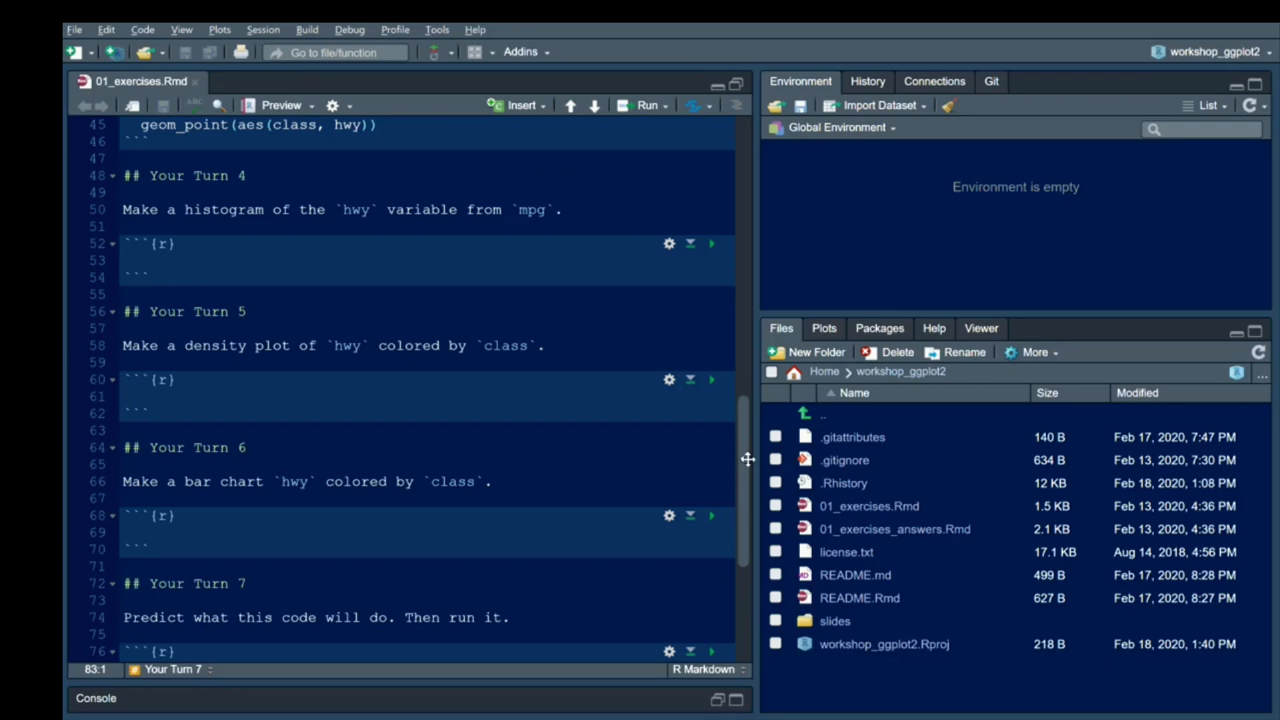 File Edit Code View Plots Session Build Debug Profile Tools Help
Go to file/function Addins workshop_ggplot2
01_exercises.Rmd
ABC Preview Insert Run
45 geom_point(aes(class, hwy))
46 ```
47
48 ## Your Turn 4
49
50 Make a histogram of the `hwy` variable from `mpg`.
51
52 ```{r}
53
54 ```
55
56 ## Your Turn 5
57
58 Make a density plot of `hwy` colored by `class`.
59
60 ```{r}
61
62 ```
63
64 ## Your Turn 6
65
66 Make a bar chart `hwy` colored by `class`.
67
68 ```{r}
69
70 ```
71
72 ## Your Turn 7
73
74 Predict what this code will do. Then run it.
75
76 ```{r}
83:1 Your Turn 7 R Markdown
Console
Environment History Connections Git
Import Dataset List
Global Environment
Environment is empty
Files Plots Packages Help Viewer
New Folder Delete Rename More
Home workshop_ggplot2 ...
Name Size Modified
..
.gitattributes 140 B Feb 17, 2020, 7:47 PM
.gitignore 634 B Feb 13, 2020, 7:30 PM
.Rhistory 12 KB Feb 18, 2020, 1:08 PM
01_exercises.Rmd 1.5 KB Feb 13, 2020, 4:36 PM
01_exercises_answers.Rmd 2.1 KB Feb 13, 2020, 4:36 PM
license.txt 17.1 KB Aug 14, 2018, 4:56 PM
README.md 499 B Feb 17, 2020, 8:28 PM
README.Rmd 627 B Feb 17, 2020, 8:27 PM
slides
workshop_ggplot2.Rproj 218 B Feb 18, 2020, 1:40 PM